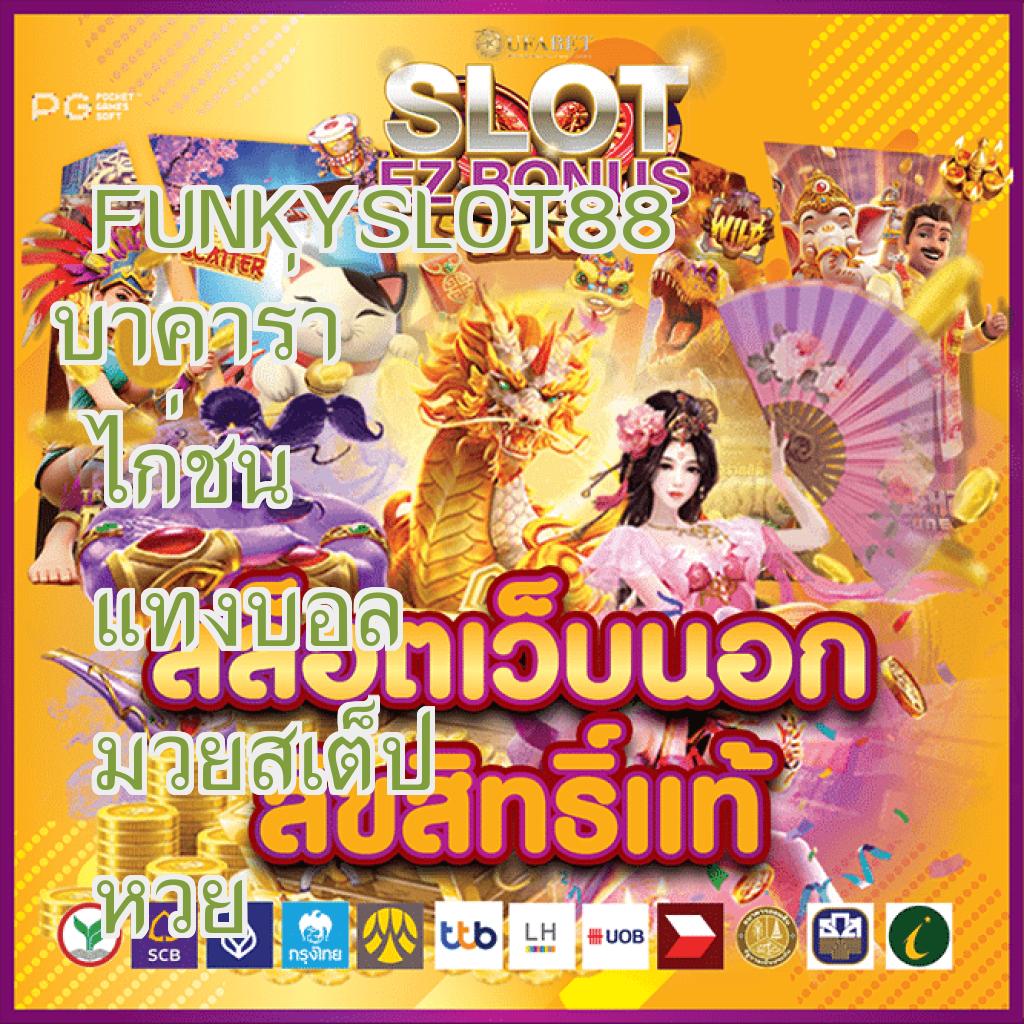 UFABET
SLOT
PG POCKET GAMES SOFT
EZ BONUS
FUNKYSLOT88
WILD
SCATTER
บาคาร่า
ไก่ชน
แทงบอล
สล็อตเว็บนอก
มวยสเต็ป
ลิขสิทธิ์แท้
หวย
SCB
กรุงไทย
ttb
LH
UOB